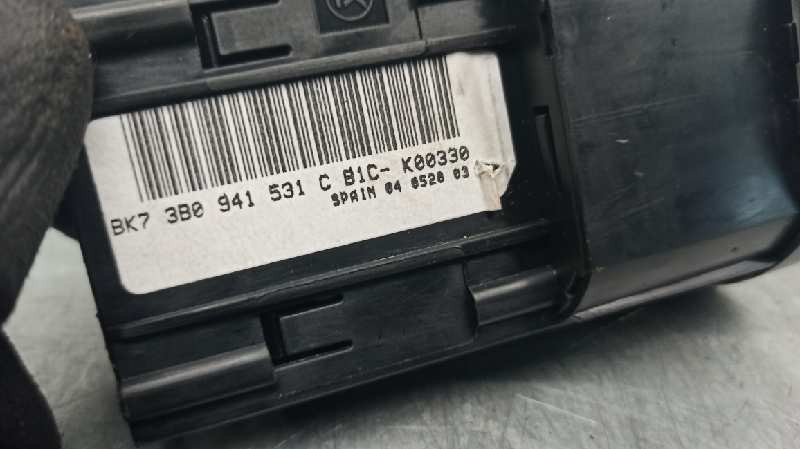 BK7 3B0 941 531 C B1C- K00330
SPAIN 04 0520 03